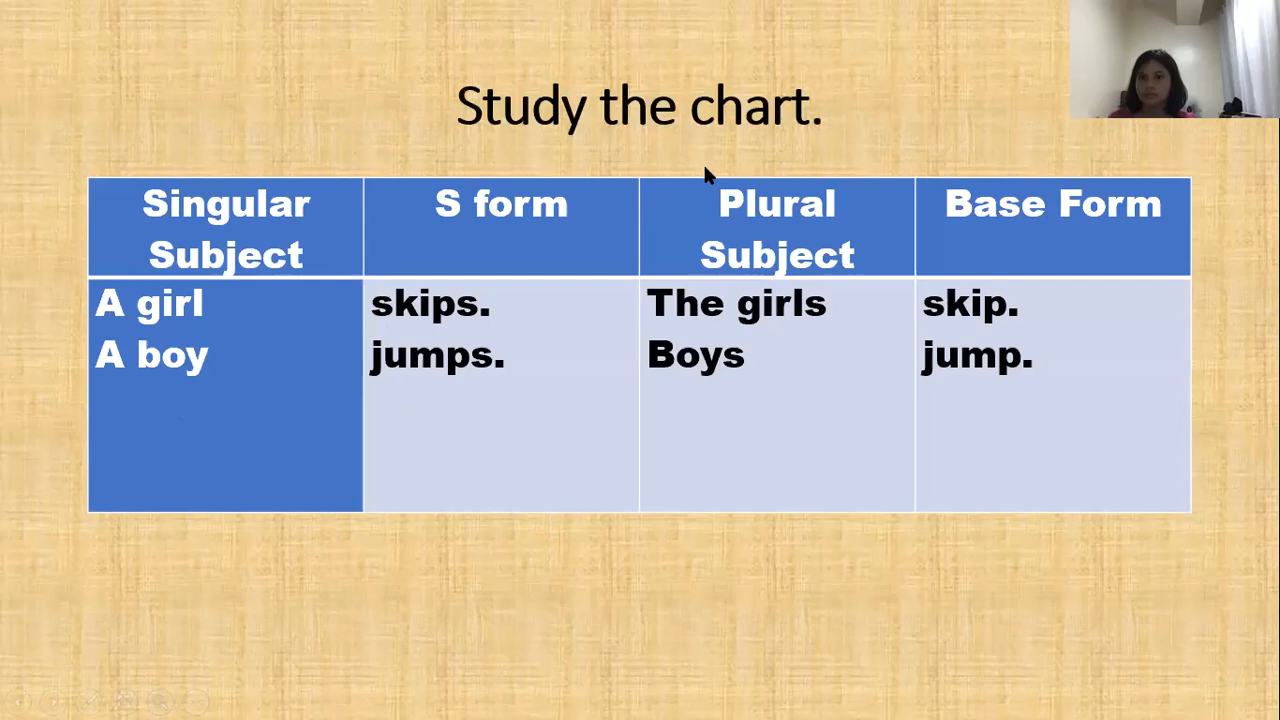 Study the chart.
Singular
Subject
S form
Plural
Subject
Base Form
A girl
A boy
skips.
jumps.
The girls
Boys
skip.
jump.